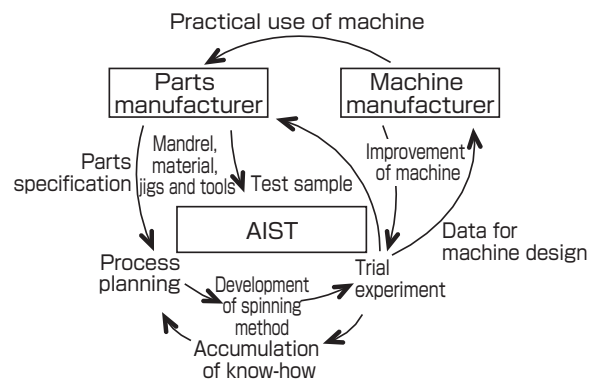 Practical use of machine
Parts
manufacturer
Machine
manufacturer
Parts
specification
Mandrel,
material,
jigs and tools
Test sample
Improvement
of machine
AIST
Data for
machine design
Process
planning
Development
of spinning
method
Trial
experiment
Accumulation
of know-how